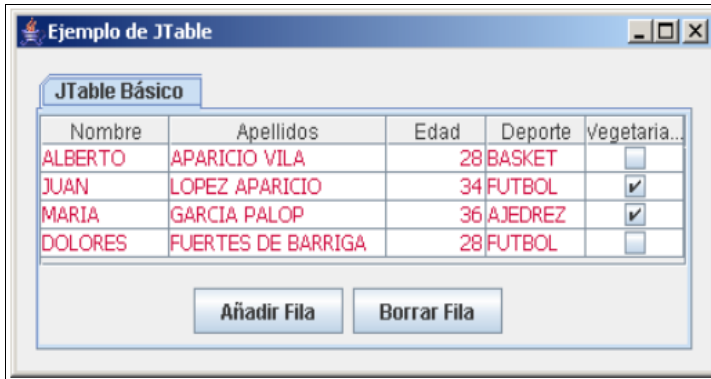 Ejemplo de JTable
JTable Básico
Nombre Apellidos Edad Deporte Vegetaria...
ALBERTO APARICIO VILA 28 BASKET
JUAN LOPEZ APARICIO 34 FUTBOL
MARIA GARCIA PALOP 36 AJEDREZ
DOLORES FUERTES DE BARRIGA 28 FUTBOL
Añadir Fila Borrar Fila